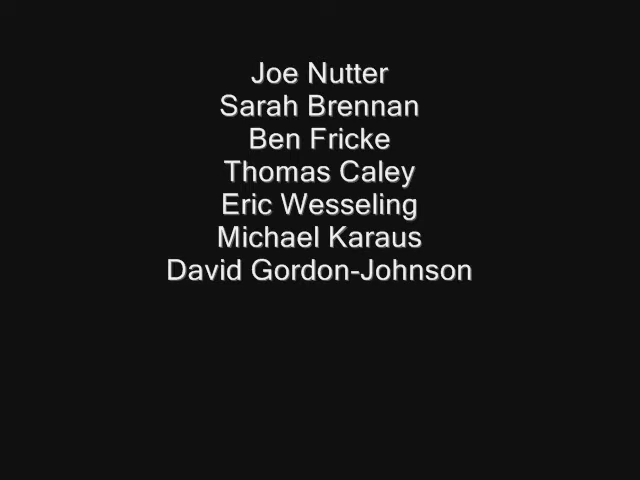 Joe Nutter
Sarah Brennan
Ben Fricke
Thomas Caley
Eric Wesseling
Michael Karaus
David Gordon-Johnson